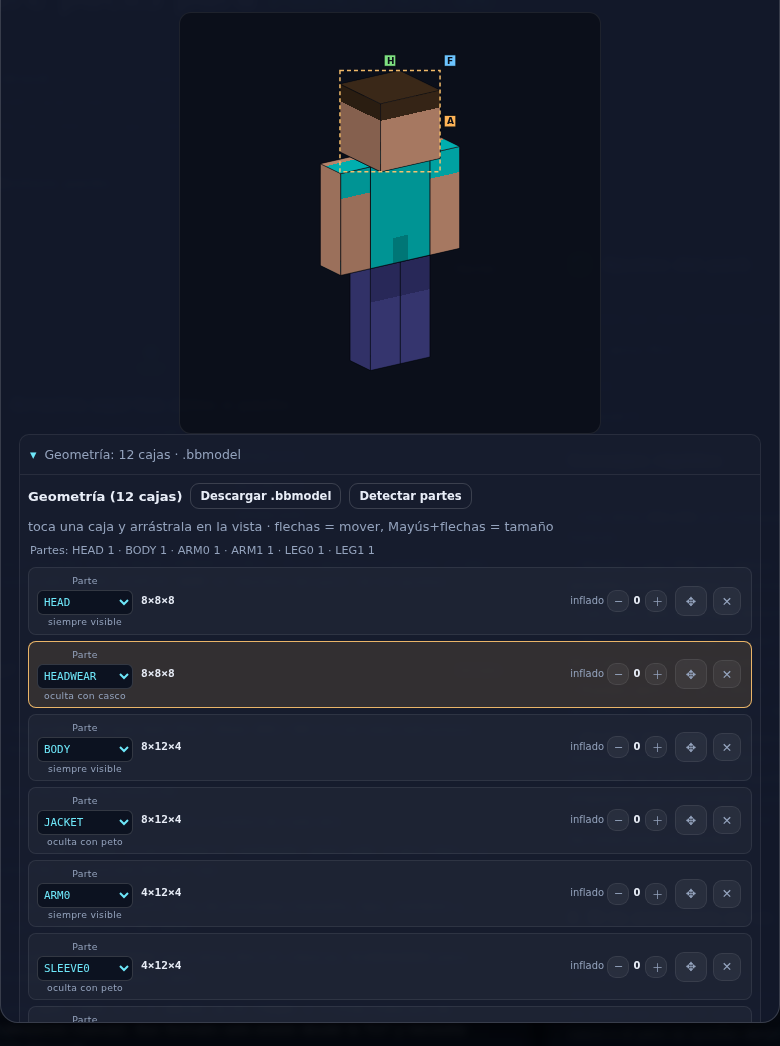 H
F
A
▼ Geometría: 12 cajas · .bbmodel
Geometría (12 cajas) Descargar .bbmodel Detectar partes
toca una caja y arrástrala en la vista · flechas = mover, Mayús+flechas = tamaño
Partes: HEAD 1 · BODY 1 · ARM0 1 · ARM1 1 · LEG0 1 · LEG1 1
Parte
HEAD 8×8×8 inflado − 0 + ✥ ✕
siempre visible
Parte
HEADWEAR 8×8×8 inflado − 0 + ✥ ✕
oculta con casco
Parte
BODY 8×12×4 inflado − 0 + ✥ ✕
siempre visible
Parte
JACKET 8×12×4 inflado − 0 + ✥ ✕
oculta con peto
Parte
ARM0 4×12×4 inflado − 0 + ✥ ✕
siempre visible
Parte
SLEEVE0 4×12×4 inflado − 0 + ✥ ✕
oculta con peto
Parte